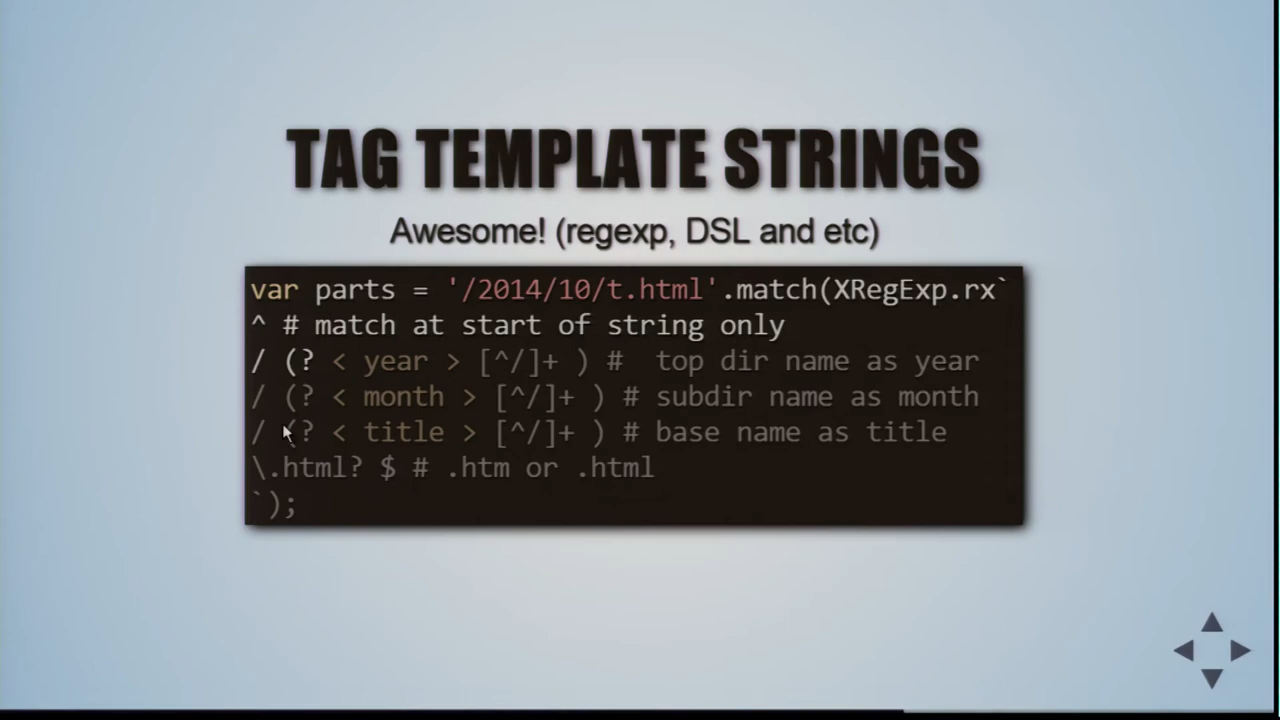 TAG TEMPLATE STRINGS
Awesome! (regexp, DSL and etc)
var parts = '/2014/10/t.html'.match(XRegExp.rx`
^ # match at start of string only
/ (? < year > [^/]+ ) #  top dir name as year
/ (? < month > [^/]+ ) # subdir name as month
/ (? < title > [^/]+ ) # base name as title
\.html? $ # .htm or .html
`);